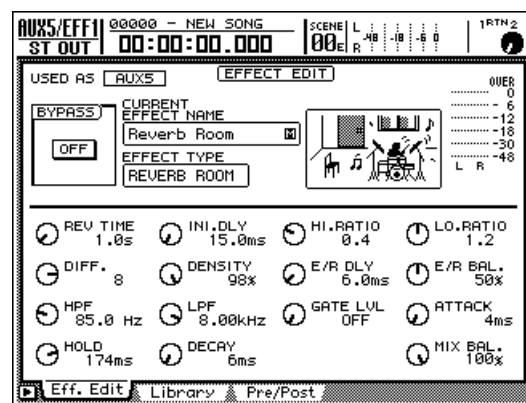 AUX5/EFF1 00000 - NEW SONG SCENE L -48 -18 -6 0 1RTN2
ST OUT 00:00:00.000 00E R
USED AS AUX5 EFFECT EDIT OVER
0
BYPASS CURRENT EFFECT NAME - 6
Reverb Room M -12
-18
OFF EFFECT TYPE -30
REVERB ROOM -48
L R
REV TIME INI.DLY HI.RATIO LO.RATIO
1.0s 15.0ms 0.4 1.2
DIFF. DENSITY E/R DLY E/R BAL.
8 98% 6.0ms 50%
HPF LPF GATE LVL ATTACK
85.0 Hz 8.00kHz OFF 4ms
HOLD DECAY MIX BAL.
174ms 6ms 100%
Eff. Edit Library Pre/Post